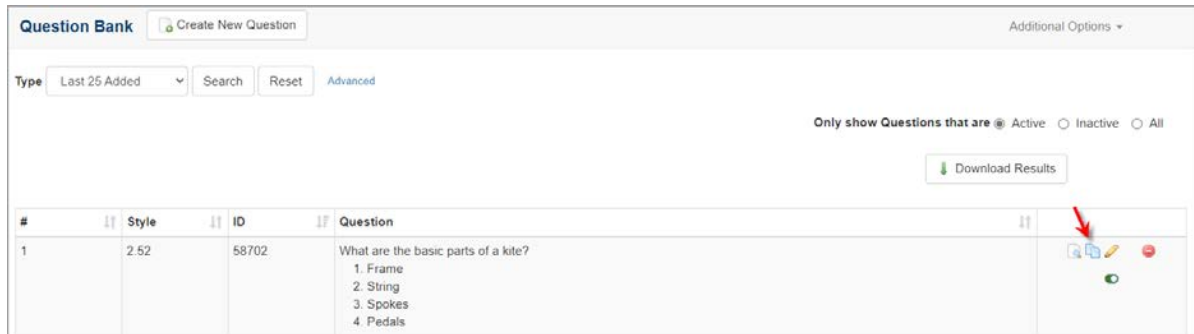 Question Bank Create New Question Additional Options
Type Last 25 Added Search Reset Advanced
Only show Questions that are Active Inactive All
Download Results
# Style ID Question
1 2.52 58702 What are the basic parts of a kite?
1. Frame
2. String
3. Spokes
4. Pedals